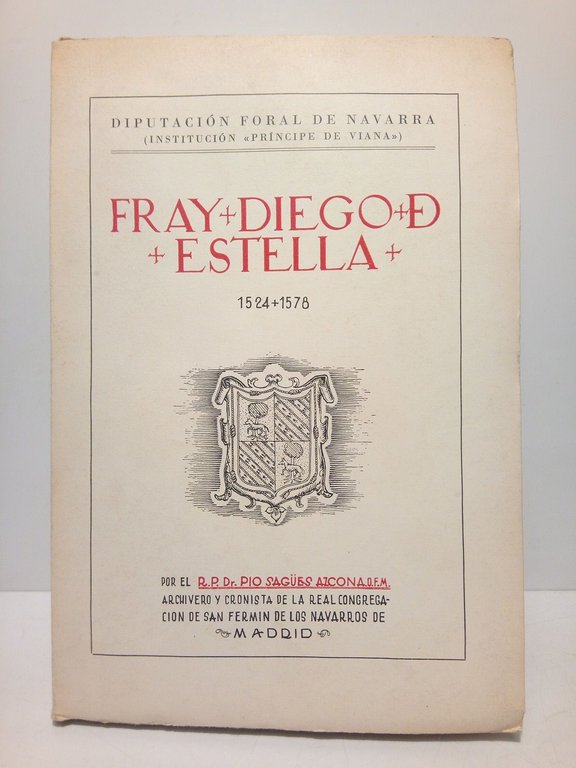 DIPUTACIÓN FORAL DE NAVARRA
(INSTITUCIÓN «PRÍNCIPE DE VIANA»)
FRAY + DIEGO + D
+ ESTELLA +
1524 + 1578
POR EL R.P. Dr. PIO SAGÜES AZCONA O.F.M.
ARCHIVERO Y CRONISTA DE LA REAL CONGREGA-
CION DE SAN FERMIN DE LOS NAVARROS DE
MADRID